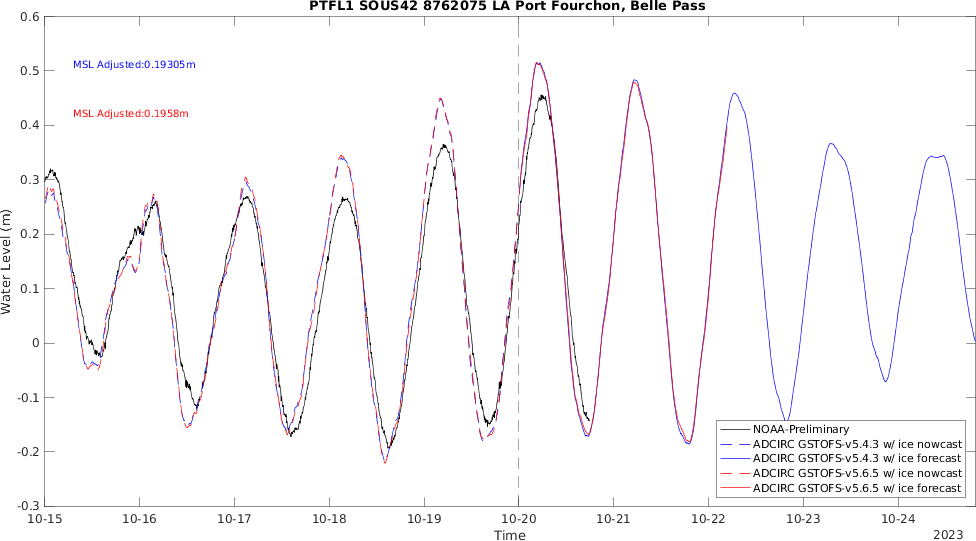 PTFL1 SOUS42 8762075 LA Port Fourchon, Belle Pass
0.6
0.5
0.4
0.3
0.2
0.1
0
-0.1
-0.2
-0.3
Water Level (m)
MSL Adjusted:0.19305m
MSL Adjusted:0.1958m
NOAA-Preliminary
ADCIRC GSTOFS-v5.4.3 w/ ice nowcast
ADCIRC GSTOFS-v5.4.3 w/ ice forecast
ADCIRC GSTOFS-v5.6.5 w/ ice nowcast
ADCIRC GSTOFS-v5.6.5 w/ ice forecast
10-15 10-16 10-17 10-18 10-19 10-20 10-21 10-22 10-23 10-24
Time
2023